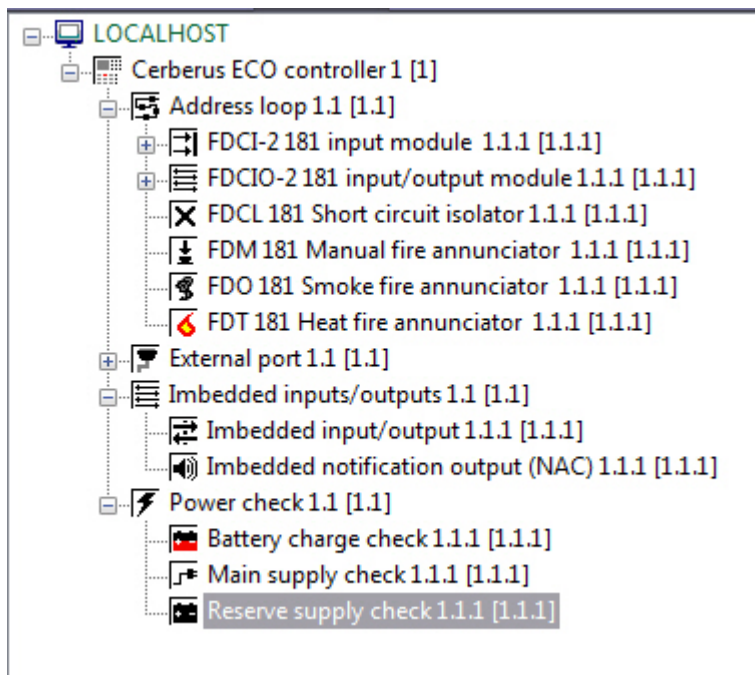 LOCALHOST
Cerberus ECO controller 1 [1]
Address loop 1.1 [1.1]
FDCI-2 181 input module 1.1.1 [1.1.1]
FDCIO-2 181 input/output module 1.1.1 [1.1.1]
FDCL 181 Short circuit isolator 1.1.1 [1.1.1]
FDM 181 Manual fire annunciator 1.1.1 [1.1.1]
FDO 181 Smoke fire annunciator 1.1.1 [1.1.1]
FDT 181 Heat fire annunciator 1.1.1 [1.1.1]
External port 1.1 [1.1]
Imbedded inputs/outputs 1.1 [1.1]
Imbedded input/output 1.1.1 [1.1.1]
Imbedded notification output (NAC) 1.1.1 [1.1.1]
Power check 1.1 [1.1]
Battery charge check 1.1.1 [1.1.1]
Main supply check 1.1.1 [1.1.1]
Reserve supply check 1.1.1 [1.1.1]